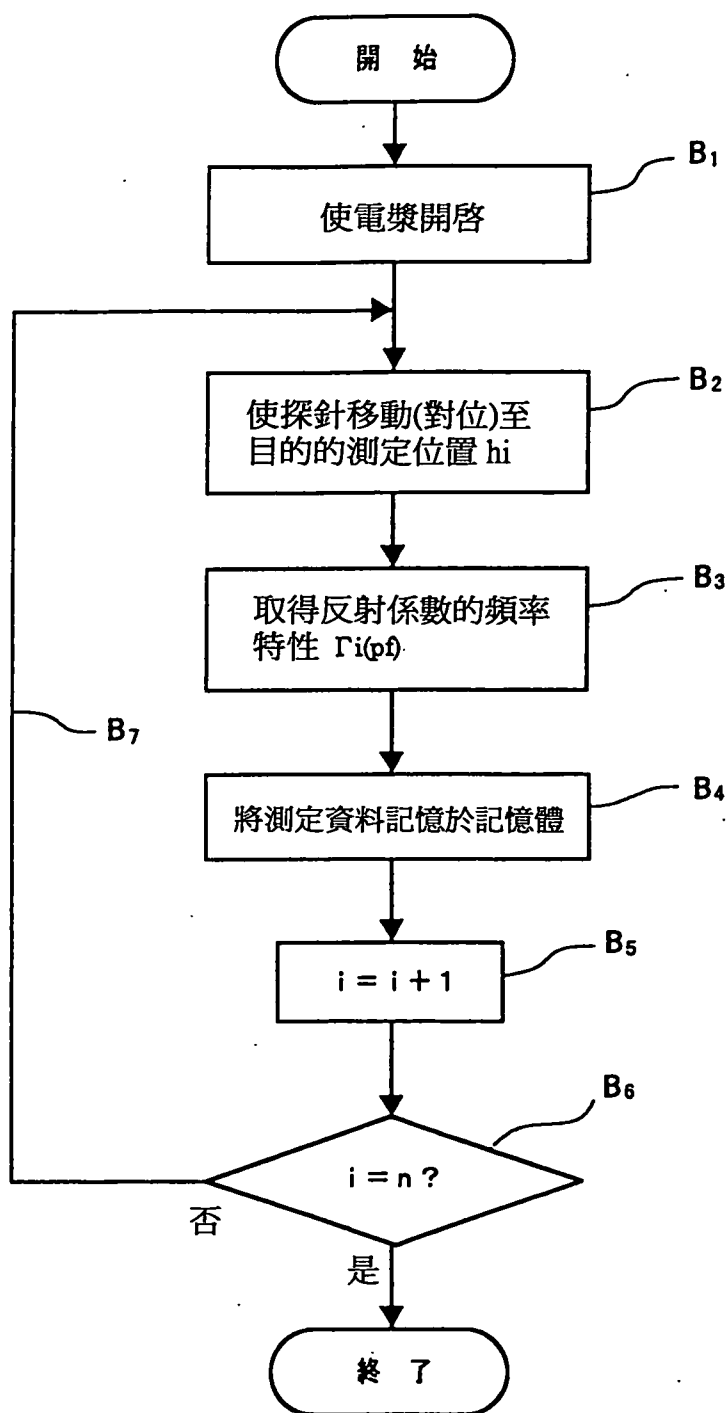 開 始
B₁
使電漿開啓
B₂
使探針移動(對位)至
目的的測定位置 hi
B₃
取得反射係數的頻率
特性 Γi(pf)
B₇
B₄
將測定資料記憶於記憶體
B₅
i = i + 1
B₆
i = n ?
否
是
終 了